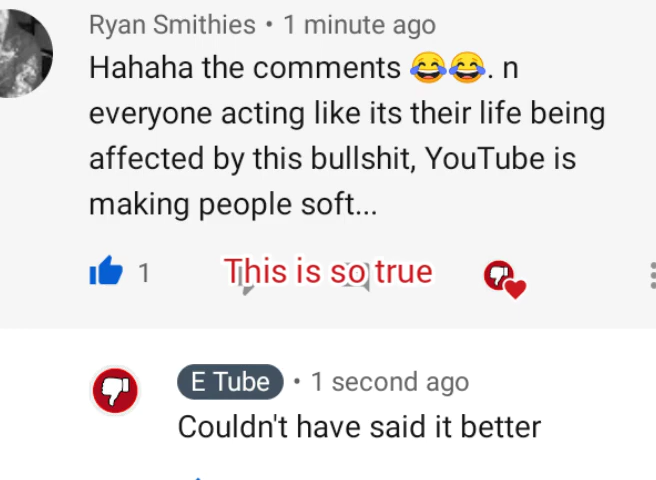 Ryan Smithies • 1 minute ago
Hahaha the comments 😂😂. n
everyone acting like its their life being
affected by this bullshit, YouTube is
making people soft...
1
This is so true
E Tube • 1 second ago
Couldn't have said it better